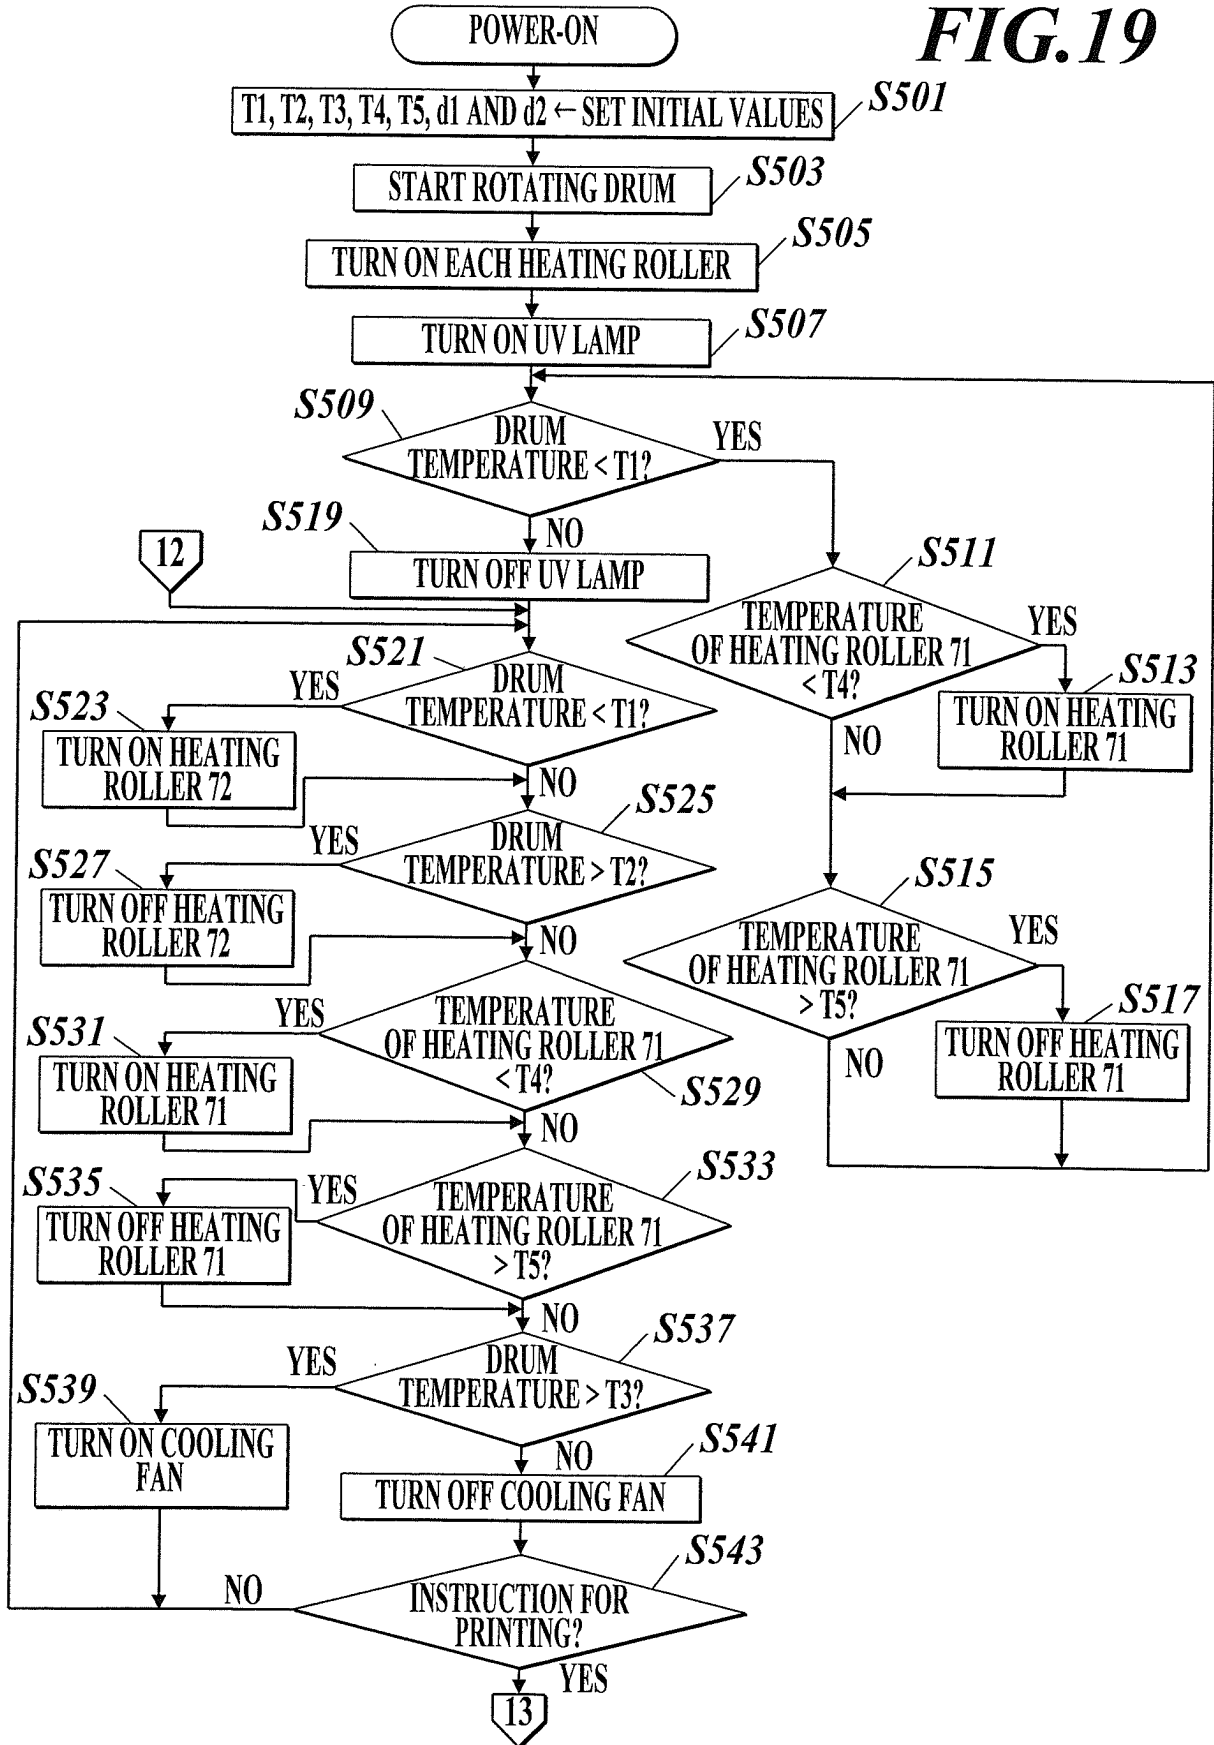 FIG.19
POWER-ON
T1, T2, T3, T4, T5, d1 AND d2 ← SET INITIAL VALUES
S501
START ROTATING DRUM
S503
TURN ON EACH HEATING ROLLER
S505
TURN ON UV LAMP
S507
S509
DRUM
TEMPERATURE < T1?
YES
NO
S519
TURN OFF UV LAMP
12
S511
TEMPERATURE
OF HEATING ROLLER 71
< T4?
YES
NO
S513
TURN ON HEATING
ROLLER 71
S515
TEMPERATURE
OF HEATING ROLLER 71
> T5?
YES
NO
S517
TURN OFF HEATING
ROLLER 71
S521
DRUM
TEMPERATURE < T1?
YES
NO
S523
TURN ON HEATING
ROLLER 72
S525
DRUM
TEMPERATURE > T2?
YES
NO
S527
TURN OFF HEATING
ROLLER 72
TEMPERATURE
OF HEATING ROLLER 71
< T4?
S529
YES
NO
S531
TURN ON HEATING
ROLLER 71
S533
TEMPERATURE
OF HEATING ROLLER 71
> T5?
YES
NO
S535
TURN OFF HEATING
ROLLER 71
S537
DRUM
TEMPERATURE > T3?
YES
NO
S539
TURN ON COOLING
FAN
S541
TURN OFF COOLING FAN
S543
INSTRUCTION FOR
PRINTING?
NO
YES
13